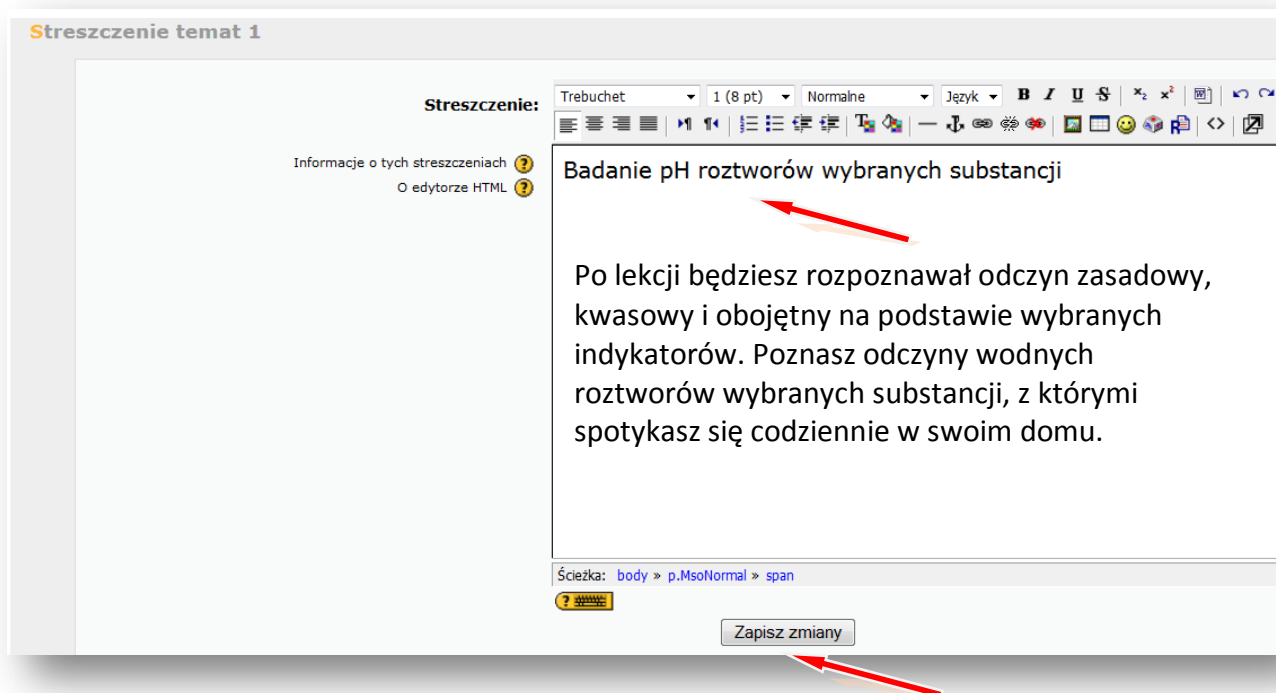 Streszczenie temat 1
Streszczenie:
Trebuchet 1 (8 pt) Normalne Język B I U S x₂ x²
Informacje o tych streszczeniach ?
O edytorze HTML ?
Badanie pH roztworów wybranych substancji
Po lekcji będziesz rozpoznawał odczyn zasadowy,
kwasowy i obojętny na podstawie wybranych
indykatorów. Poznasz odczyny wodnych
roztworów wybranych substancji, z którymi
spotykasz się codziennie w swoim domu.
Ścieżka: body » p.MsoNormal » span
?
Zapisz zmiany